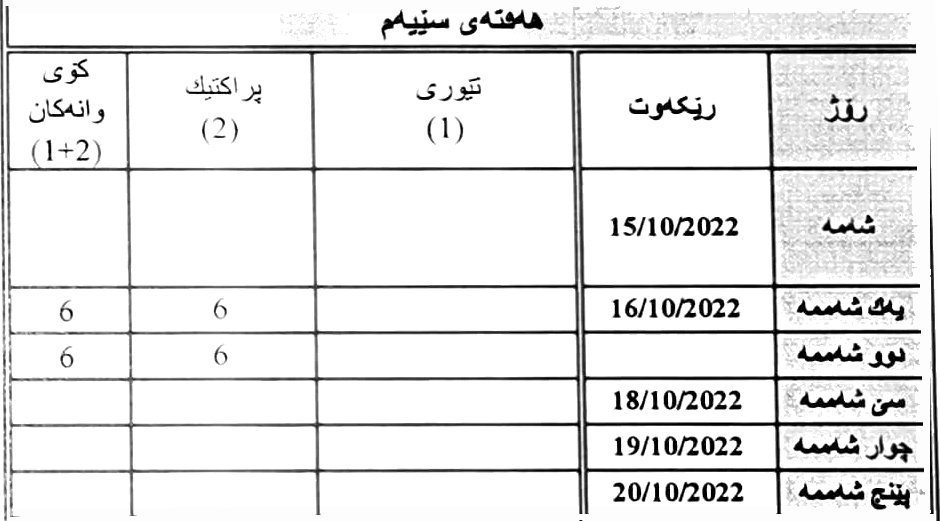 هەفتەی سێیەم
رۆژ رێکەوت تیوری (1) پراکتیك (2) کۆی وانەکان (1+2)
شەمە 15/10/2022
یەك شەممە 16/10/2022 6 6
دوو شەممە 6 6
سێ شەممە 18/10/2022
چوار شەممە 19/10/2022
پێنج شەممە 20/10/2022